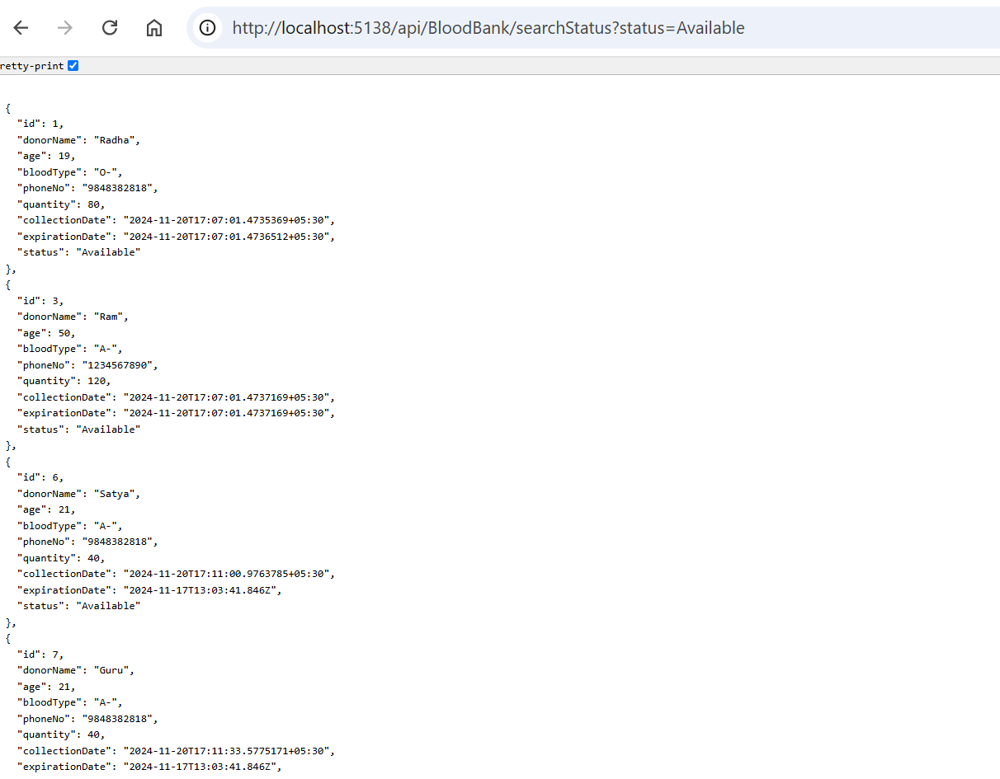 http://localhost:5138/api/BloodBank/searchStatus?status=Available
retty-print
{
  "id": 1,
  "donorName": "Radha",
  "age": 19,
  "bloodType": "O-",
  "phoneNo": "9848382818",
  "quantity": 80,
  "collectionDate": "2024-11-20T17:07:01.4735369+05:30",
  "expirationDate": "2024-11-20T17:07:01.4736512+05:30",
  "status": "Available"
},
{
  "id": 3,
  "donorName": "Ram",
  "age": 50,
  "bloodType": "A-",
  "phoneNo": "1234567890",
  "quantity": 120,
  "collectionDate": "2024-11-20T17:07:01.4737169+05:30",
  "expirationDate": "2024-11-20T17:07:01.4737169+05:30",
  "status": "Available"
},
{
  "id": 6,
  "donorName": "Satya",
  "age": 21,
  "bloodType": "A-",
  "phoneNo": "9848382818",
  "quantity": 40,
  "collectionDate": "2024-11-20T17:11:00.9763785+05:30",
  "expirationDate": "2024-11-17T13:03:41.846Z",
  "status": "Available"
},
{
  "id": 7,
  "donorName": "Guru",
  "age": 21,
  "bloodType": "A-",
  "phoneNo": "9848382818",
  "quantity": 40,
  "collectionDate": "2024-11-20T17:11:33.5775171+05:30",
  "expirationDate": "2024-11-17T13:03:41.846Z",